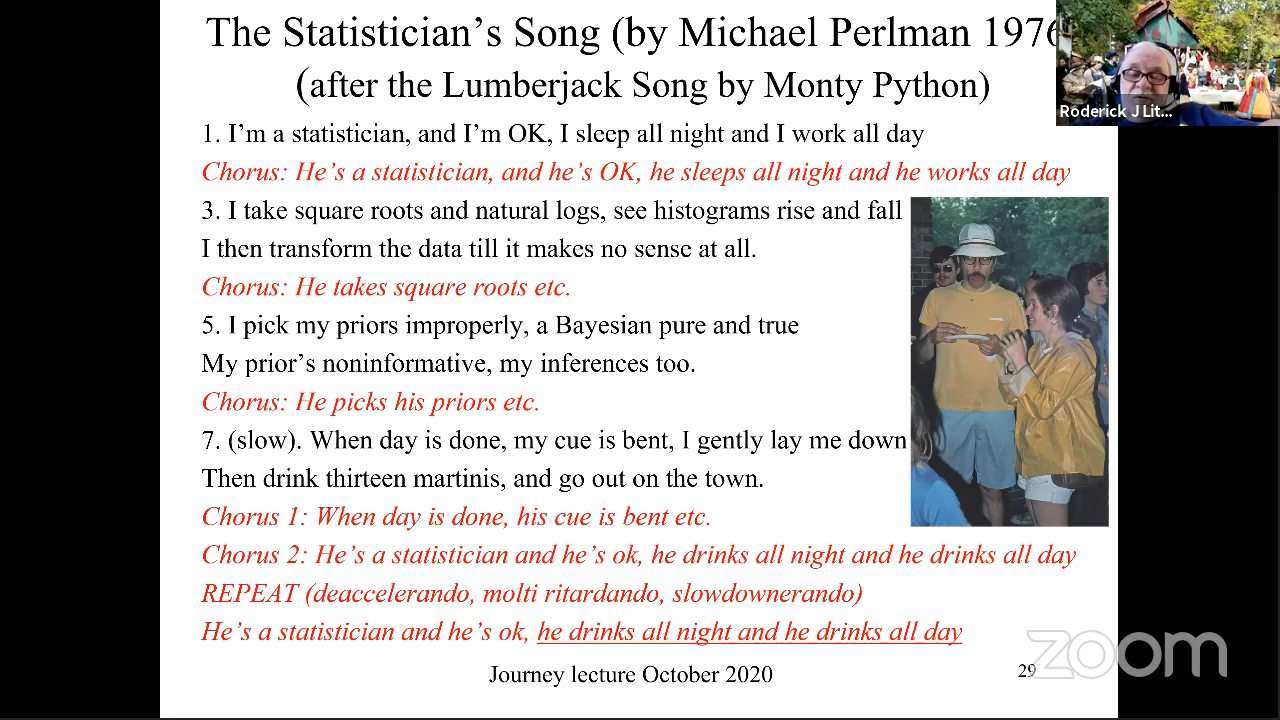 The Statistician's Song (by Michael Perlman 1976
(after the Lumberjack Song by Monty Python)
Roderick J Lit...
1. I'm a statistician, and I'm OK, I sleep all night and I work all day
Chorus: He's a statistician, and he's OK, he sleeps all night and he works all day
3. I take square roots and natural logs, see histograms rise and fall
I then transform the data till it makes no sense at all.
Chorus: He takes square roots etc.
5. I pick my priors improperly, a Bayesian pure and true
My prior's noninformative, my inferences too.
Chorus: He picks his priors etc.
7. (slow). When day is done, my cue is bent, I gently lay me down
Then drink thirteen martinis, and go out on the town.
Chorus 1: When day is done, his cue is bent etc.
Chorus 2: He's a statistician and he's ok, he drinks all night and he drinks all day
REPEAT (deaccelerando, molti ritardando, slowdownerando)
He's a statistician and he's ok, he drinks all night and he drinks all day
Journey lecture October 2020
29
zoom